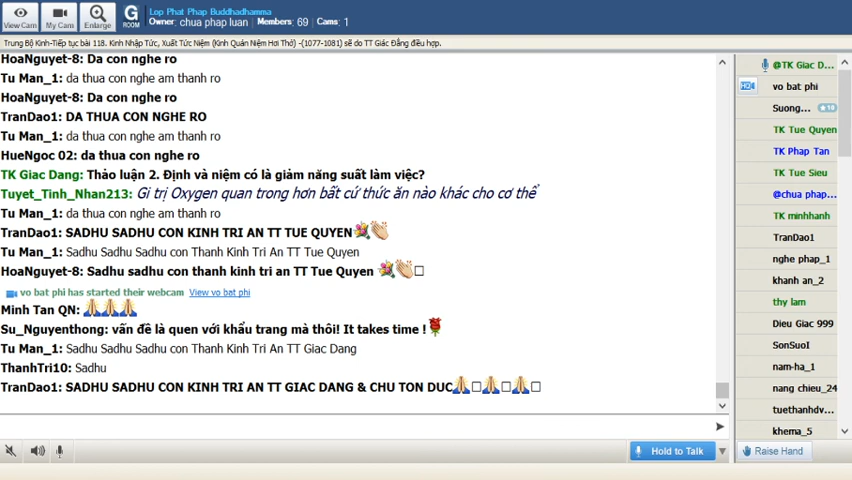 Lop Phat Phap Buddhadhamma
Owner: chua phap luan Members: 69 Cams: 1
View Cam My Cam Enlarge G ROOM
Trung Bộ Kinh-Tiếp tục bài 118. Kinh Nhập Tức, Xuất Tức Niệm (Kinh Quán Niệm Hơi Thở) -(1077-1081) sẽ do TT Giác Đẳng điều hợp.
HoaNguyet-8: Da con nghe ro
Tu Man_1: da thua con nghe am thanh ro
HoaNguyet-8: Da con nghe ro
TranDao1: DA THUA CON NGHE RO
Tu Man_1: da thua con nghe am thanh ro
HueNgoc 02: da thua con nghe ro
TK Giac Dang: Thảo luận 2. Định và niệm có là giảm năng suất làm việc?
Tuyet_Tinh_Nhan213: Gi trị Oxygen quan trong hơn bất cứ thức ăn nào khác cho cơ thể
Tu Man_1: da thua con nghe am thanh ro
TranDao1: SADHU SADHU CON KINH TRI AN TT TUE QUYEN💐👏
Tu Man_1: Sadhu Sadhu Sadhu con Thanh Kinh Tri An TT Tue Quyen
HoaNguyet-8: Sadhu sadhu con thanh kinh tri an TT Tue Quyen 💐👏□
vo bat phi has started their webcam View vo bat phi
Minh Tan QN: 🙏🙏🙏
Su_Nguyenthong: vấn đề là quen với khẩu trang mà thôi! It takes time !🌹
Tu Man_1: Sadhu Sadhu Sadhu con Thanh Kinh Tri An TT Giac Dang
ThanhTri10: Sadhu
TranDao1: SADHU SADHU CON KINH TRI AN TT GIAC DANG & CHU TON DUC🙏□🙏□🙏□
Hold to Talk
@TK Giac D...
HD vo bat phi
Suong... 10
TK Tue Quyen
TK Phap Tan
TK Tue Sieu
@chua phap...
TK minhhanh
TranDao1
nghe phap_1
khanh an_2
thy lam
Dieu Giac 999
SonSuoI
nam-ha_1
nang chieu_24
tuethanhdv...
khema_5
Raise Hand